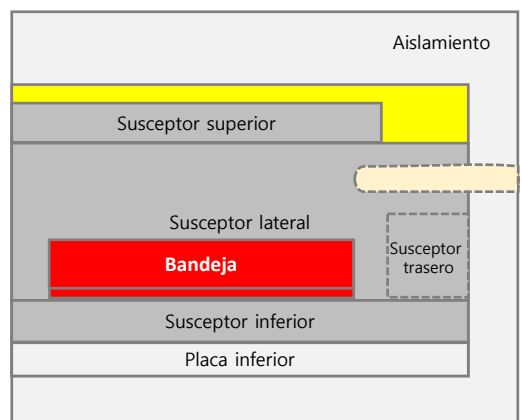 Aislamiento
Susceptor superior
Susceptor lateral
Susceptor
trasero
Bandeja
Susceptor inferior
Placa inferior